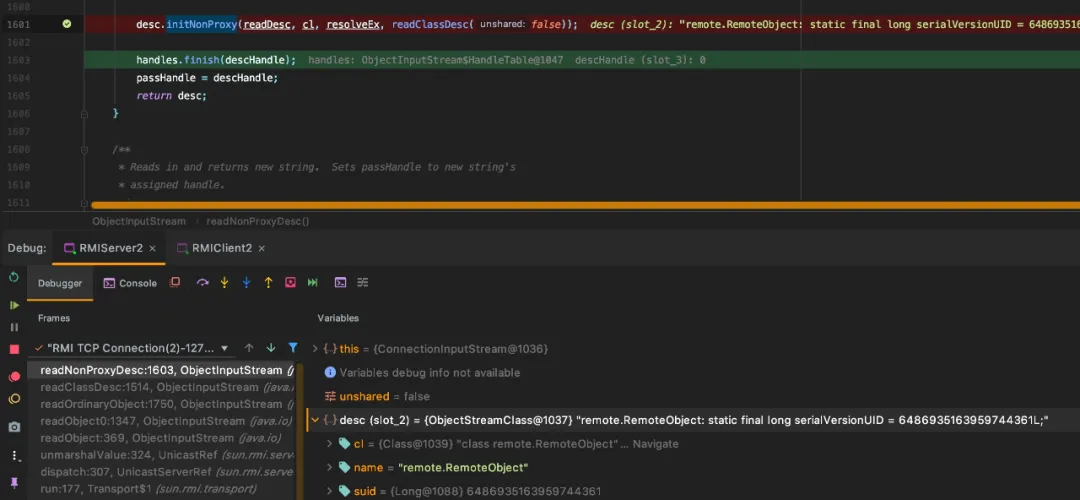 1600
1601 desc.initNonProxy(readDesc, cl, resolveEx, readClassDesc( unshared: false)); desc (slot_2): "remote.RemoteObject: static final long serialVersionUID = 648693516
1602
1603 handles.finish(descHandle); handles: ObjectInputStream$HandleTable@1047 descHandle (slot_3): 0
1604 passHandle = descHandle;
1605 return desc;
1606 }
1607
1608 /**
1609 * Reads in and returns new string. Sets passHandle to new string's
1610 * assigned handle.
1611
ObjectInputStream › readNonProxyDesc()
Debug: RMIServer2 × RMIClient2 ×
Debugger Console
Frames Variables
"RMI TCP Connection(2)-127...
readNonProxyDesc:1603, ObjectInputStream (j
readClassDesc:1514, ObjectInputStream (java.i
readOrdinaryObject:1750, ObjectInputStream (
readObject0:1347, ObjectInputStream (java.io)
readObject:369, ObjectInputStream (java.io)
unmarshalValue:324, UnicastRef (sun.rmi.serve
dispatch:307, UnicastServerRef (sun.rmi.serve
run:177, Transport$1 (sun.rmi.transport)
this = {ConnectionInputStream@1036}
Variables debug info not available
unshared = false
desc (slot_2) = {ObjectStreamClass@1037} "remote.RemoteObject: static final long serialVersionUID = 6486935163959744361L;"
cl = {Class@1039} "class remote.RemoteObject" ... Navigate
name = "remote.RemoteObject"
suid = {Long@1088} 6486935163959744361